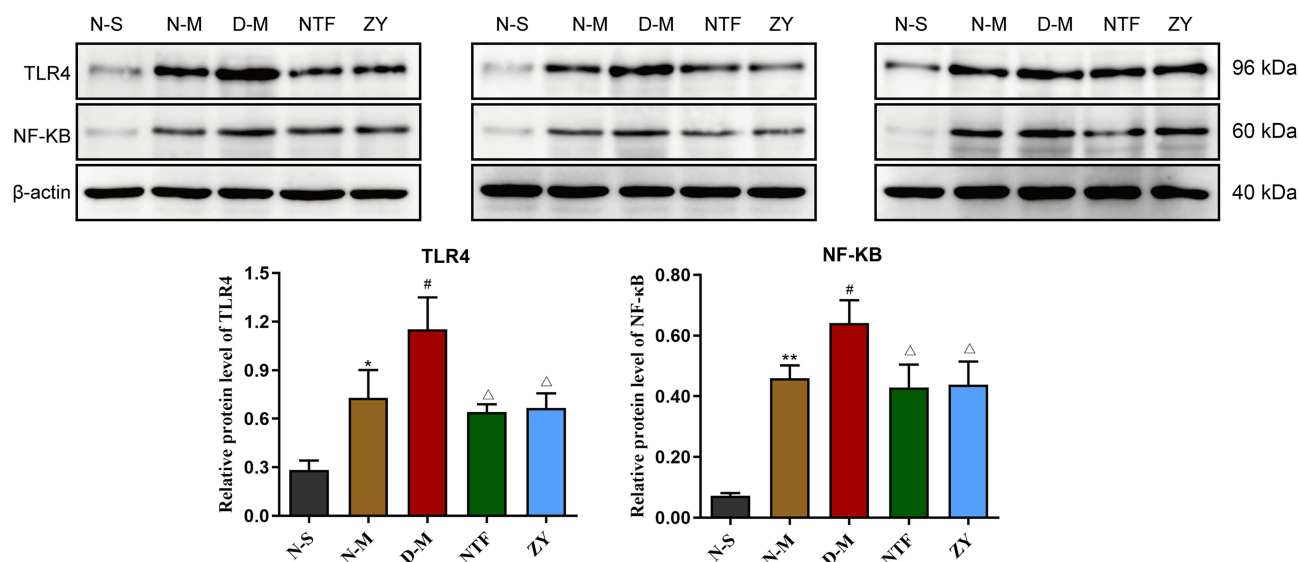 N-S N-M D-M NTF ZY N-S N-M D-M NTF ZY N-S N-M D-M NTF ZY
TLR4 96 kDa
NF-KB 60 kDa
β-actin 40 kDa
TLR4
Relative protein level of TLR4
1.5
1.2
0.9
0.6
0.3
0.0
*
#
△
△
N-S N-M D-M NTF ZY
NF-KB
Relative protein level of NF-κB
0.80
0.60
0.40
0.20
0.00
**
#
△
△
N-S N-M D-M NTF ZY